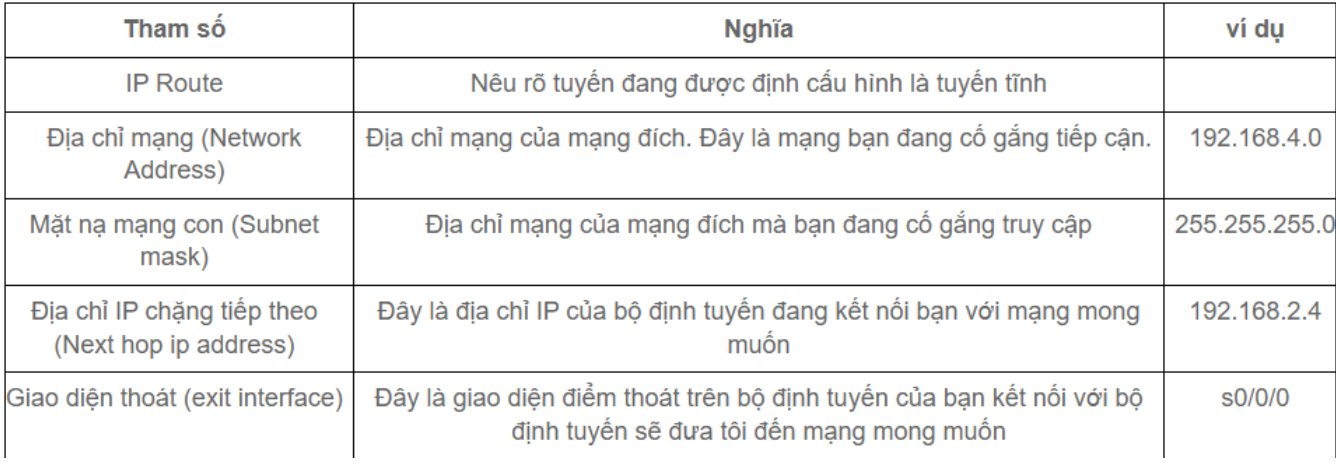 Tham số
Nghĩa
ví dụ
IP Route
Nêu rõ tuyến đang được định cấu hình là tuyến tĩnh
Địa chỉ mạng (Network
Address)
Địa chỉ mạng của mạng đích. Đây là mạng bạn đang cố gắng tiếp cận.
192.168.4.0
Mặt nạ mạng con (Subnet
mask)
Địa chỉ mạng của mạng đích mà bạn đang cố gắng truy cập
255.255.255.0
Địa chỉ IP chặng tiếp theo
(Next hop ip address)
Đây là địa chỉ IP của bộ định tuyến đang kết nối bạn với mạng mong
muốn
192.168.2.4
Giao diện thoát (exit interface)
Đây là giao diện điểm thoát trên bộ định tuyến của bạn kết nối với bộ
định tuyến sẽ đưa tôi đến mạng mong muốn
s0/0/0